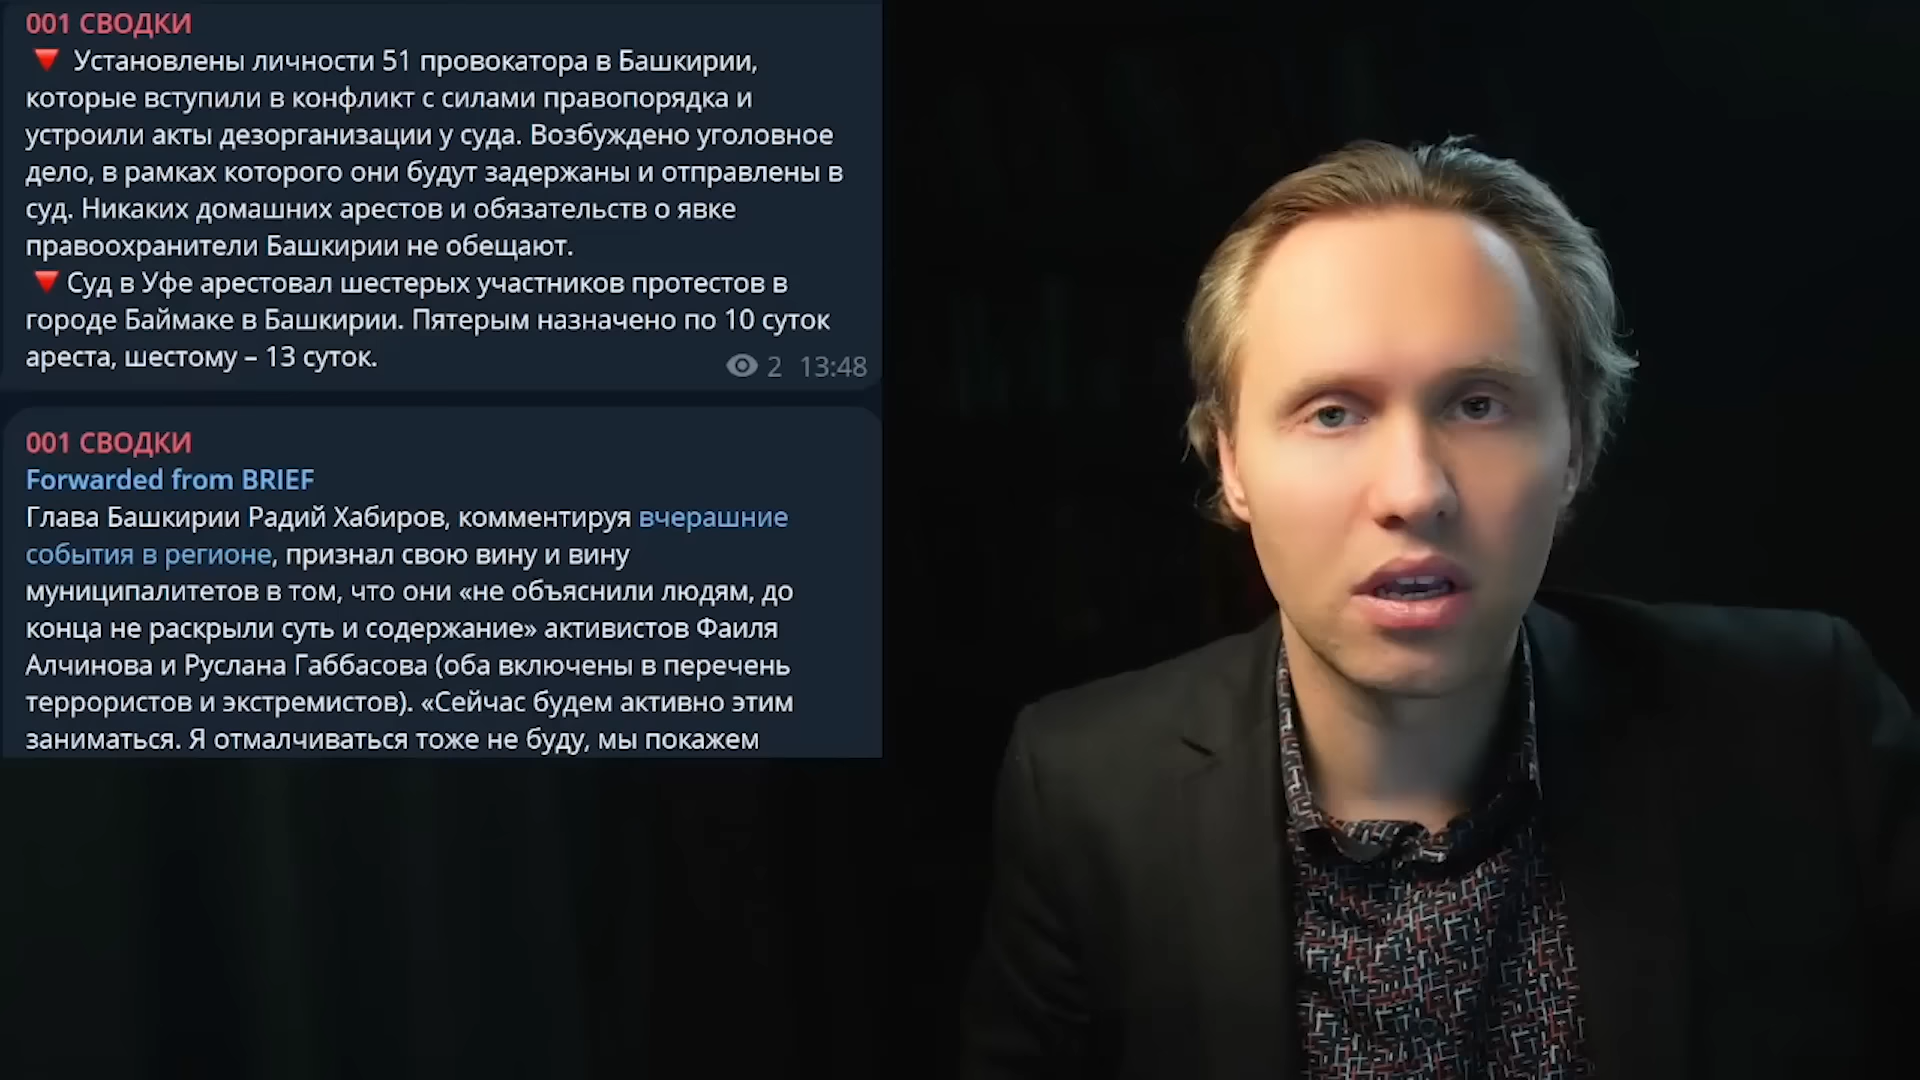 001 СВОДКИ
🔻 Установлены личности 51 провокатора в Башкирии,
которые вступили в конфликт с силами правопорядка и
устроили акты дезорганизации у суда. Возбуждено уголовное
дело, в рамках которого они будут задержаны и отправлены в
суд. Никаких домашних арестов и обязательств о явке
правоохранители Башкирии не обещают.
🔻Суд в Уфе арестовал шестерых участников протестов в
городе Баймаке в Башкирии. Пятерым назначено по 10 суток
ареста, шестому – 13 суток.
2 13:48
001 СВОДКИ
Forwarded from BRIEF
Глава Башкирии Радий Хабиров, комментируя вчерашние
события в регионе, признал свою вину и вину
муниципалитетов в том, что они «не объяснили людям, до
конца не раскрыли суть и содержание» активистов Фаиля
Алчинова и Руслана Габбасова (оба включены в перечень
террористов и экстремистов). «Сейчас будем активно этим
заниматься. Я отмалчиваться тоже не буду, мы покажем